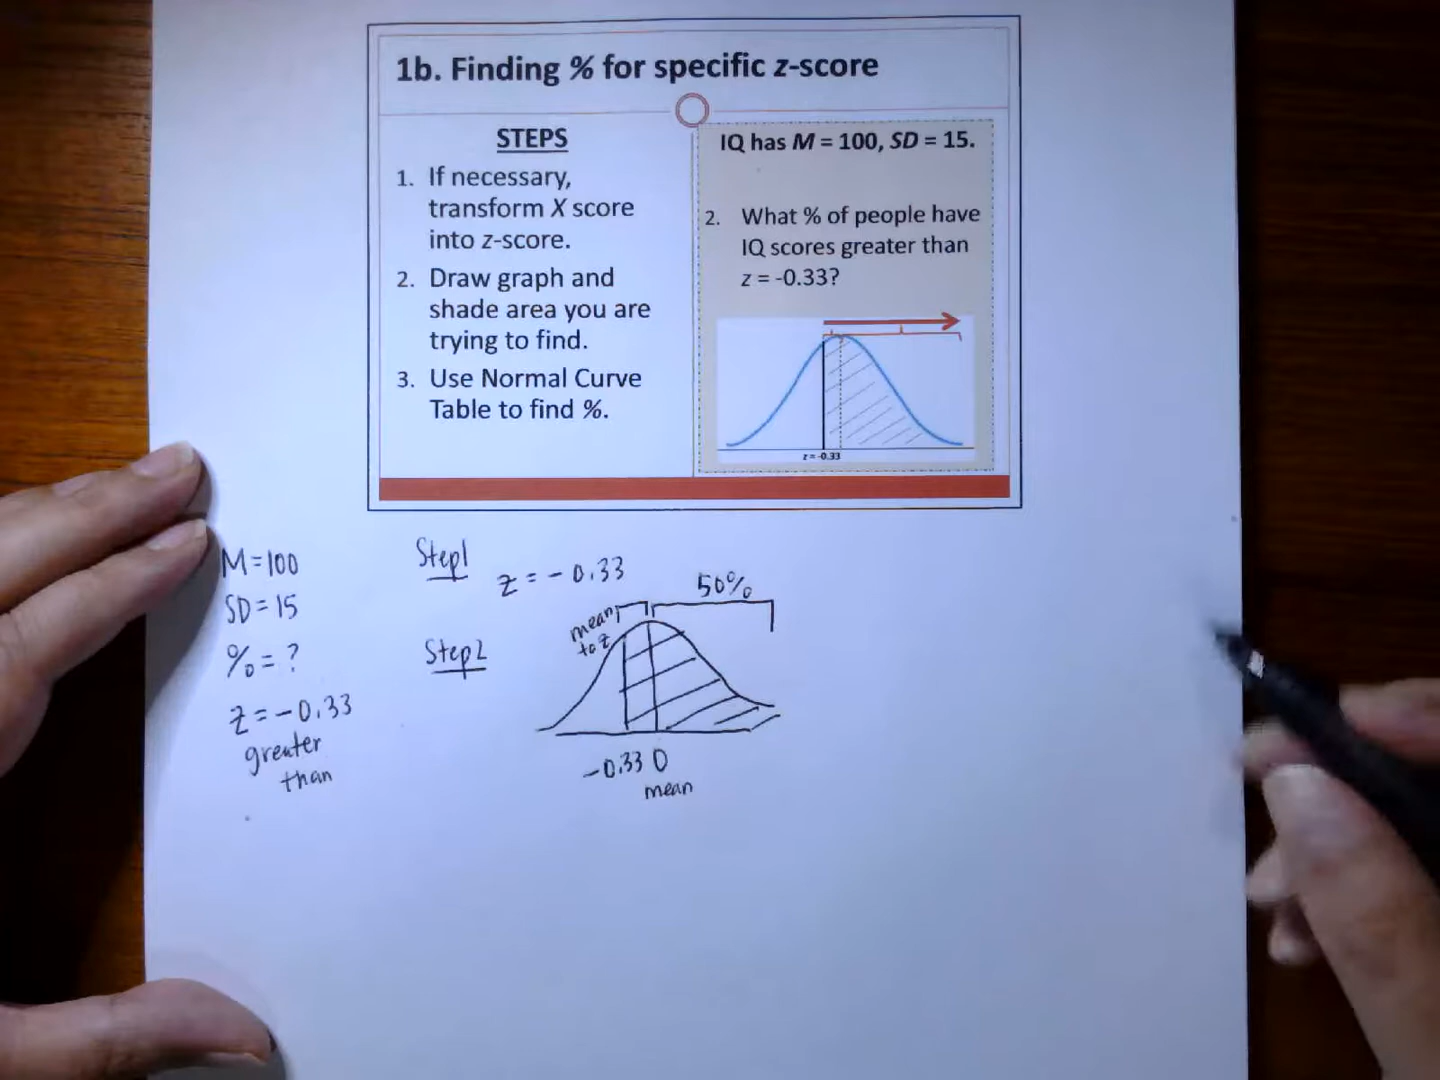 1b. Finding % for specific z-score
STEPS
1. If necessary,
transform X score
into z-score.
2. Draw graph and
shade area you are
trying to find.
3. Use Normal Curve
Table to find %.
IQ has M = 100, SD = 15.
2. What % of people have
IQ scores greater than
z = -0.33?
z = -0.33
M=100
SD=15
%=?
z=-0.33
greater
than
Step1
z = -0.33
Step2
mean
to z
50%
-0.33 0
mean